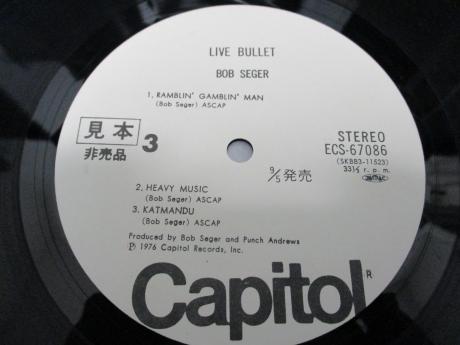 LIVE BULLET
BOB SEGER
1. RAMBLIN' GAMBLIN' MAN
(Bob Seger) ASCAP
見本
非売品
3
STEREO
ECS-67086
(SKBB3-11523)
33⅓ r.p.m.
9/5発売
2. HEAVY MUSIC
(Bob Seger) ASCAP
3. KATMANDU
(Bob Seger) ASCAP
Produced by Bob Seger and Punch Andrews
Ⓟ 1976 Capitol Records, Inc.
Capitol®